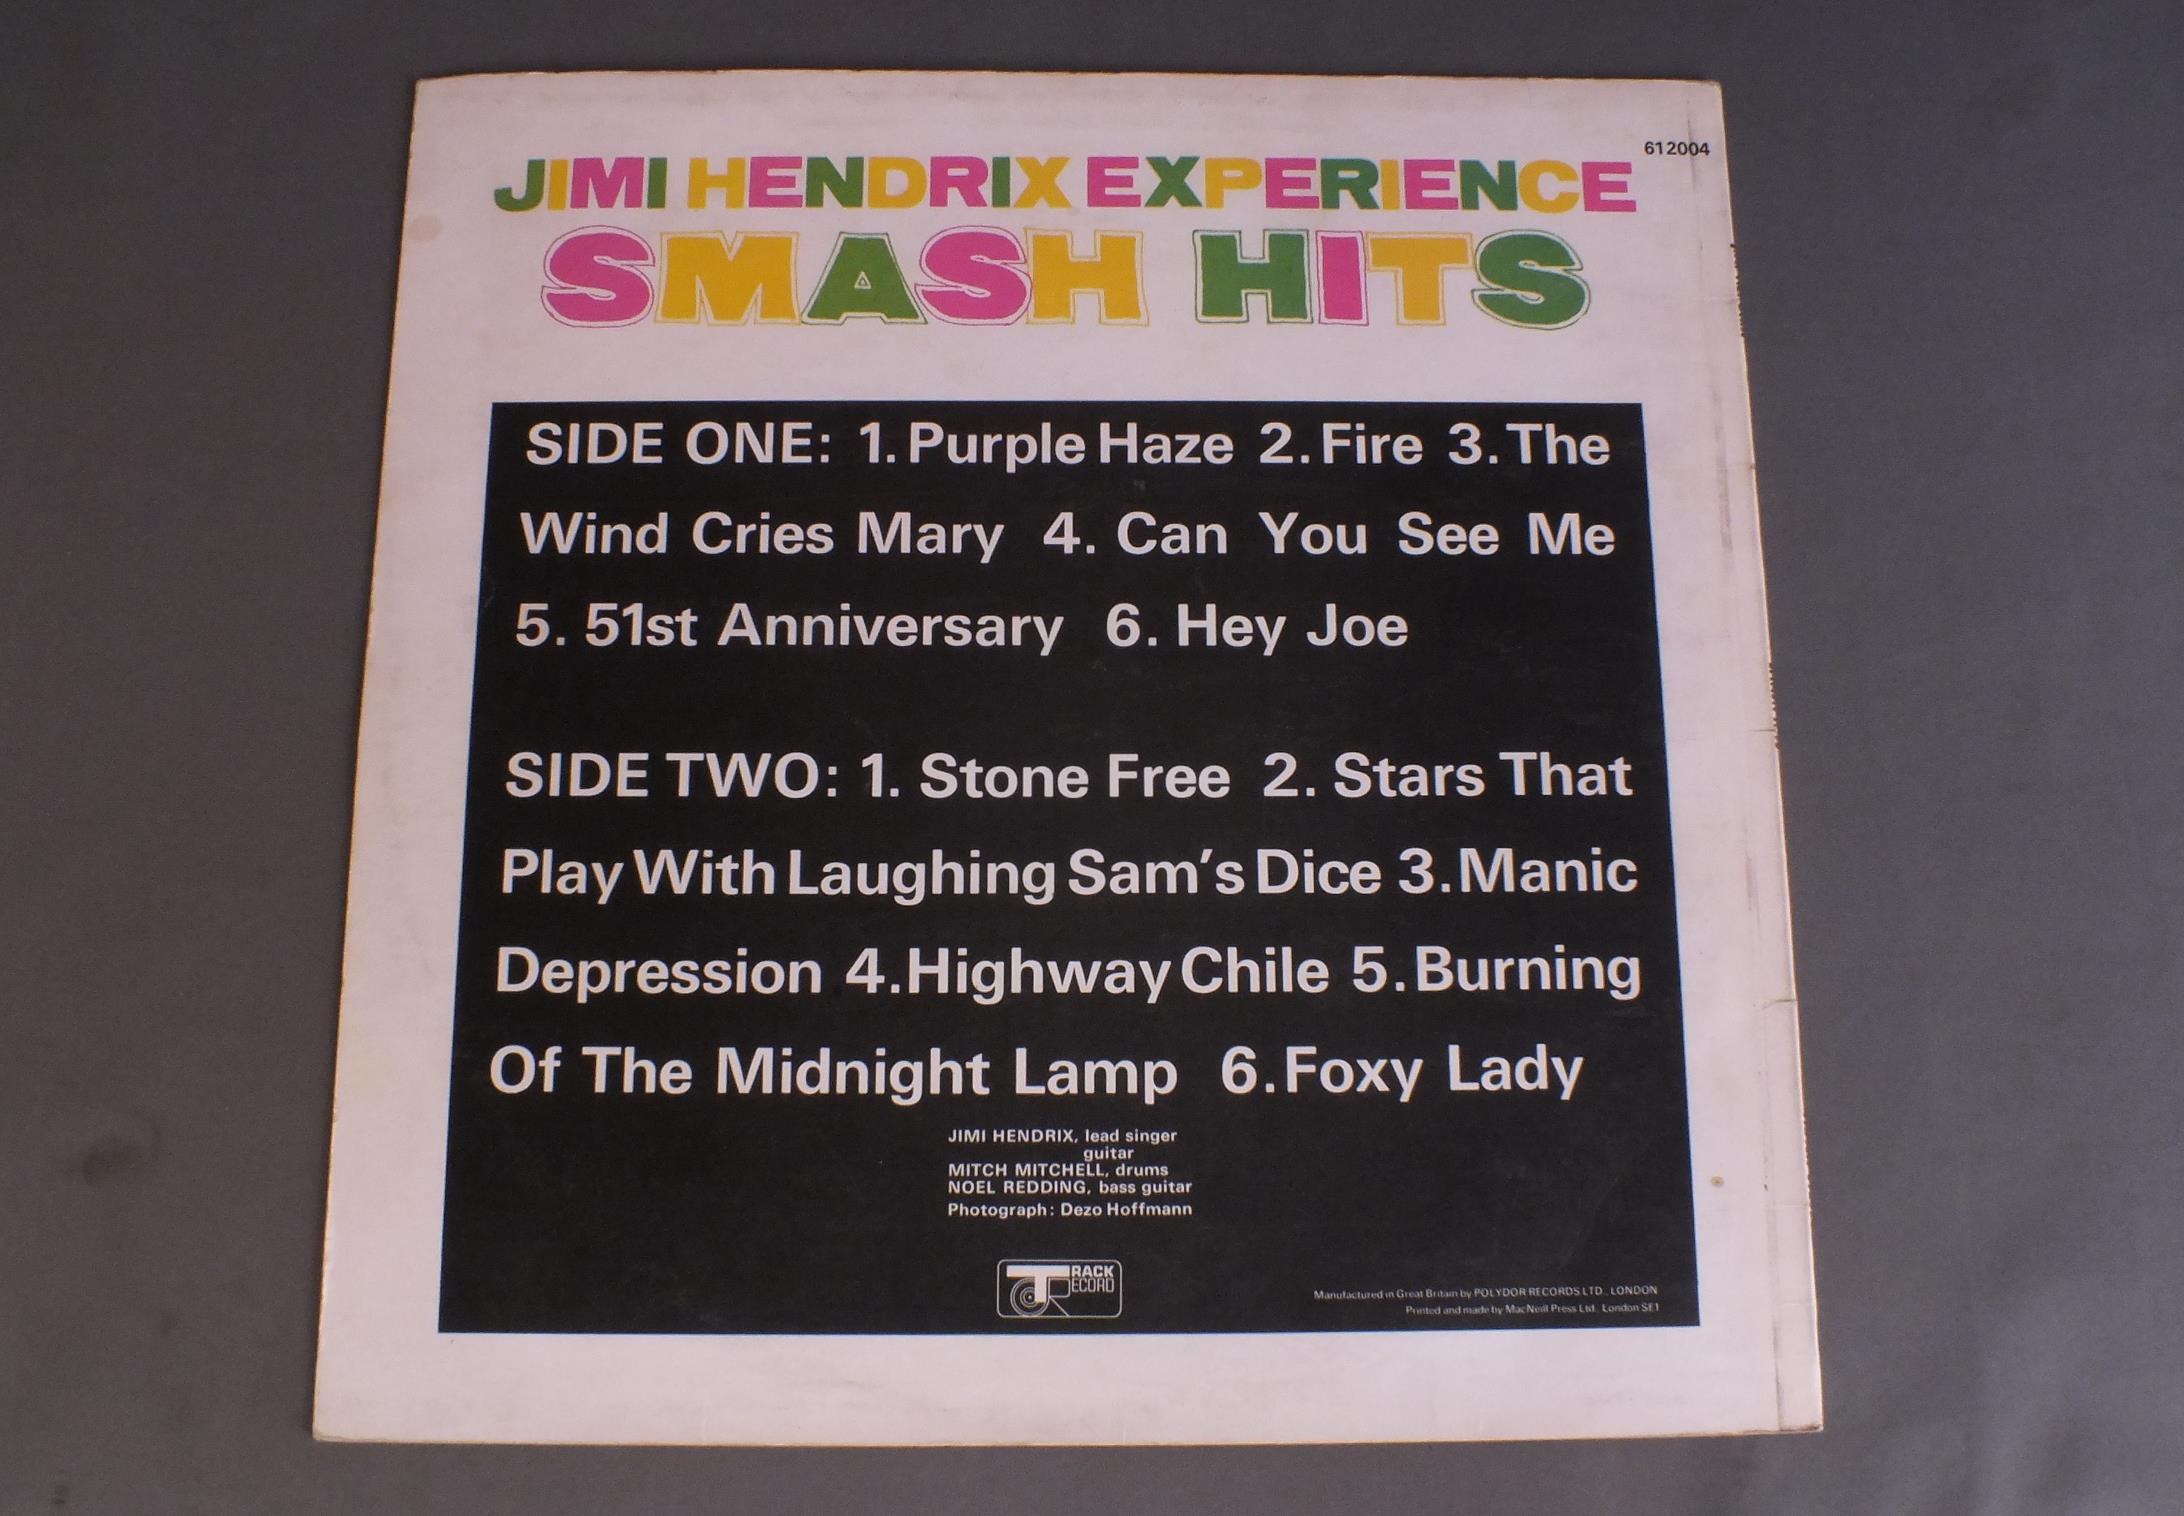 612004
JIMI HENDRIX EXPERIENCE
SMASH HITS
SIDE ONE: 1. Purple Haze 2. Fire 3. The
Wind Cries Mary 4. Can You See Me
5. 51st Anniversary 6. Hey Joe
SIDE TWO: 1. Stone Free 2. Stars That
Play With Laughing Sam's Dice 3. Manic
Depression 4. Highway Chile 5. Burning
Of The Midnight Lamp 6. Foxy Lady
JIMI HENDRIX, lead singer
guitar
MITCH MITCHELL, drums
NOEL REDDING, bass guitar
Photograph: Dezo Hoffmann
TRACK
RECORD
Manufactured in Great Britain by POLYDOR RECORDS LTD., LONDON
Printed and made by MacNeill Press Ltd., London SE1